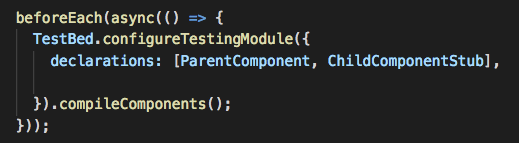 beforeEach(async(() => {
TestBed.configureTestingModule({
declarations: [ParentComponent, ChildComponentStub],
}).compileComponents();
}));